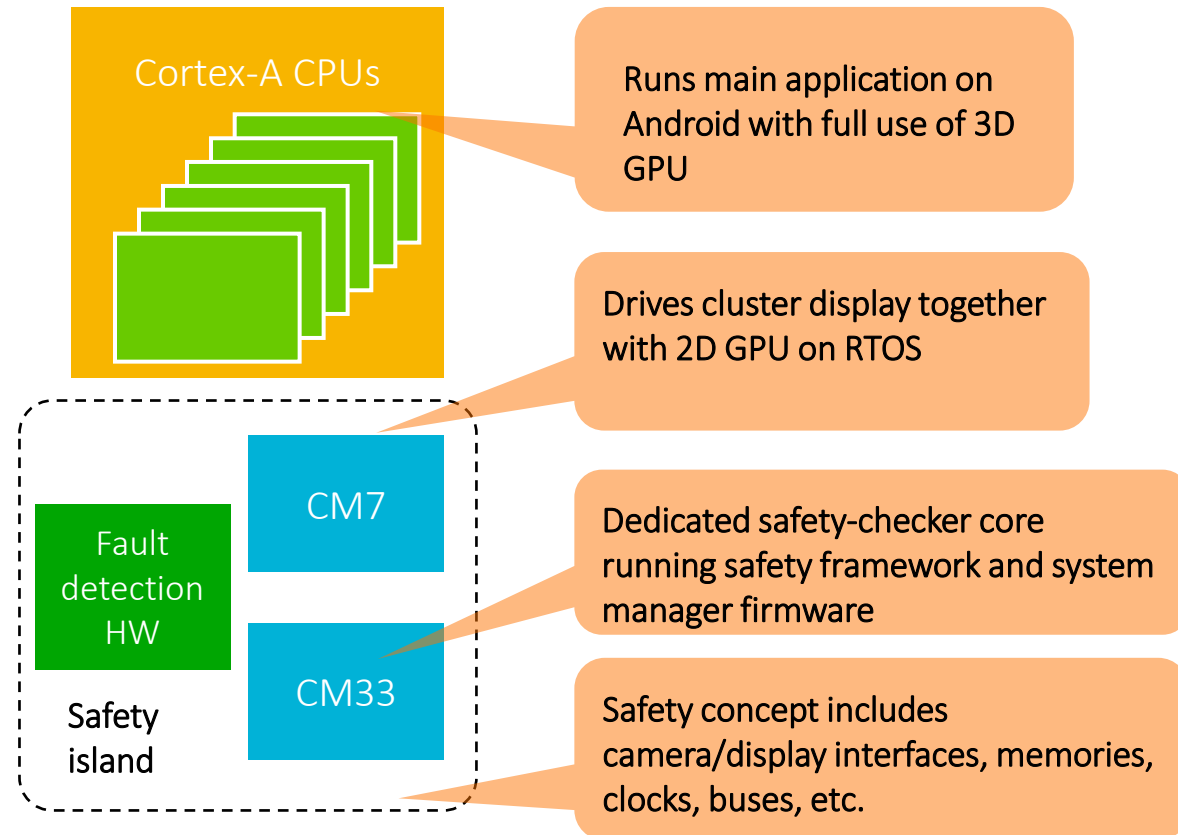 Cortex-A CPUs
Runs main application on
Android with full use of 3D
GPU
Drives cluster display together
with 2D GPU on RTOS
CM7
Fault
detection
HW
Dedicated safety-checker core
running safety framework and system
manager firmware
CM33
Safety
island
Safety concept includes
camera/display interfaces, memories,
clocks, buses, etc.